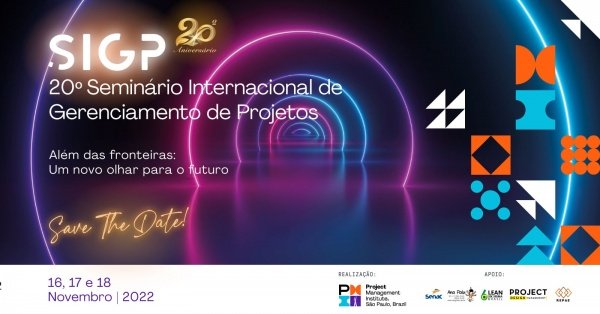 SIGP
20º
Aniversário
20º Seminário Internacional de
Gerenciamento de Projetos
Além das fronteiras:
Um novo olhar para o futuro
Save The Date!
16, 17 e 18
Novembro | 2022
REALIZAÇÃO:
Project
Management
Institute.
São Paulo, Brazil
APOIO:
Senac
LEAN
PROJECT
DESIGN